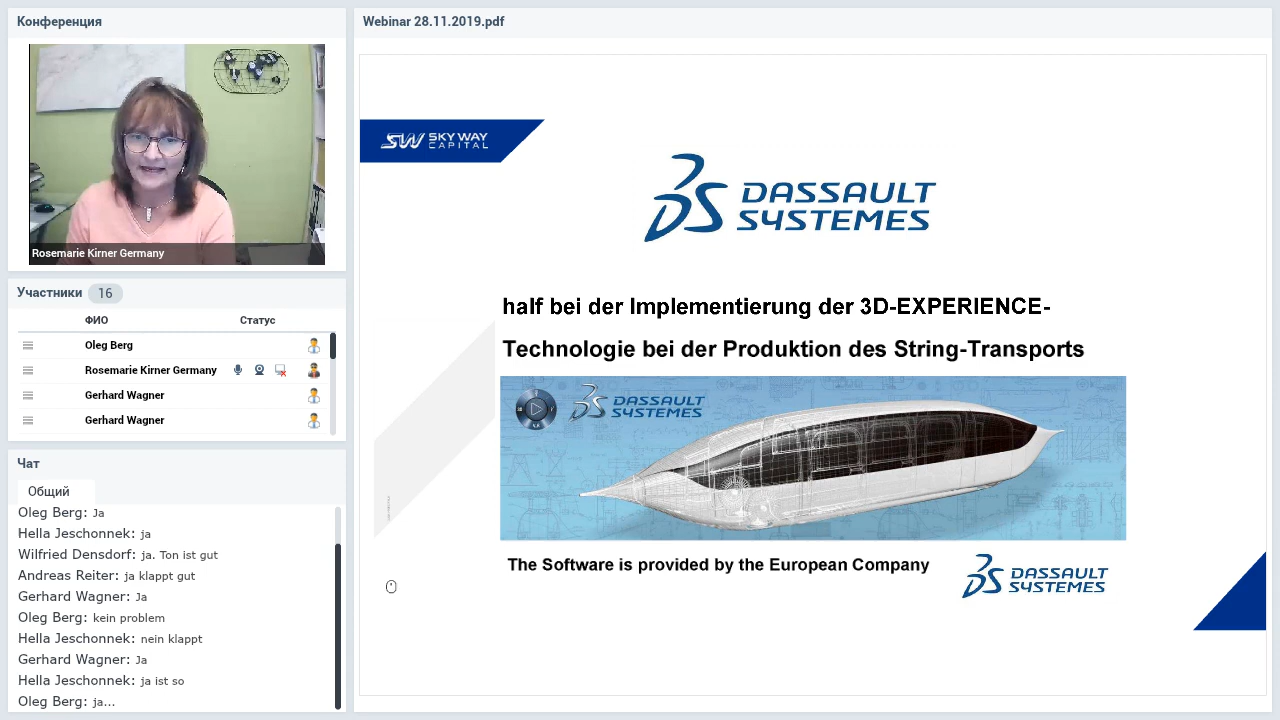 Конференция
Rosemarie Kirner Germany
Участники 16
ФИО Статус
Oleg Berg
Rosemarie Kirner Germany
Gerhard Wagner
Gerhard Wagner
Чат
Общий
Oleg Berg: Ja
Hella Jeschonnek: ja
Wilfried Densdorf: ja. Ton ist gut
Andreas Reiter: ja klappt gut
Gerhard Wagner: Ja
Oleg Berg: kein problem
Hella Jeschonnek: nein klappt
Gerhard Wagner: Ja
Hella Jeschonnek: ja ist so
Oleg Berg: ja...
Webinar 28.11.2019.pdf
SW SKY WAY
CAPITAL
DASSAULT
SYSTEMES
half bei der Implementierung der 3D-EXPERIENCE-
Technologie bei der Produktion des String-Transports
DASSAULT
SYSTEMES
The Software is provided by the European Company
DASSAULT
SYSTEMES